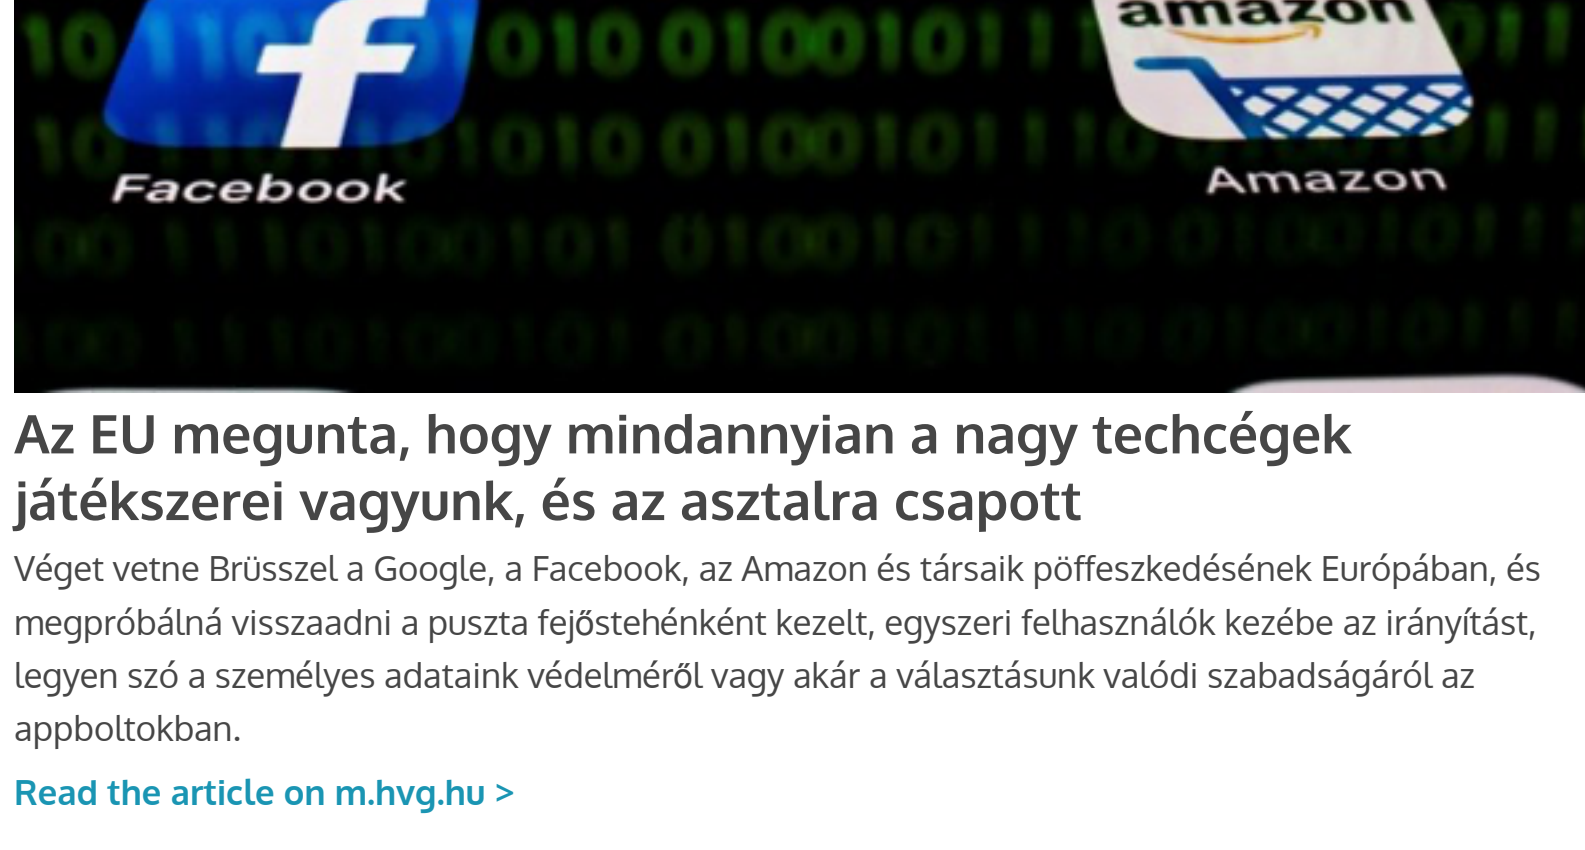 amazon
Facebook
Amazon
Az EU megunta, hogy mindannyian a nagy techcégek
játékszerei vagyunk, és az asztalra csapott
Véget vetne Brüsszel a Google, a Facebook, az Amazon és társaik pöffeszkedésének Európában, és
megpróbálná visszaadni a puszta fejőstehénként kezelt, egyszeri felhasználók kezébe az irányítást,
legyen szó a személyes adataink védelméről vagy akár a választásunk valódi szabadságáról az
appboltokban.
Read the article on m.hvg.hu >